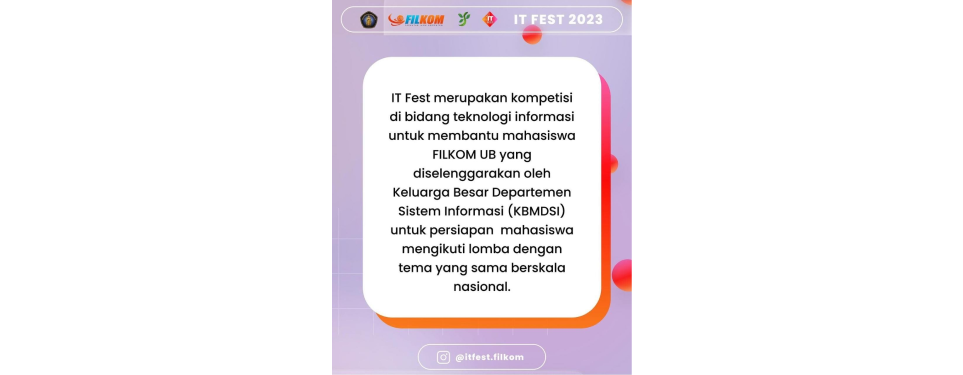 FILKOM
IT
IT FEST 2023
IT Fest merupakan kompetisi
di bidang teknologi informasi
untuk membantu mahasiswa
FILKOM UB yang
diselenggarakan oleh
Keluarga Besar Departemen
Sistem Informasi (KBMDSI)
untuk persiapan  mahasiswa
mengikuti lomba dengan
tema yang sama berskala
nasional.
@itfest.filkom